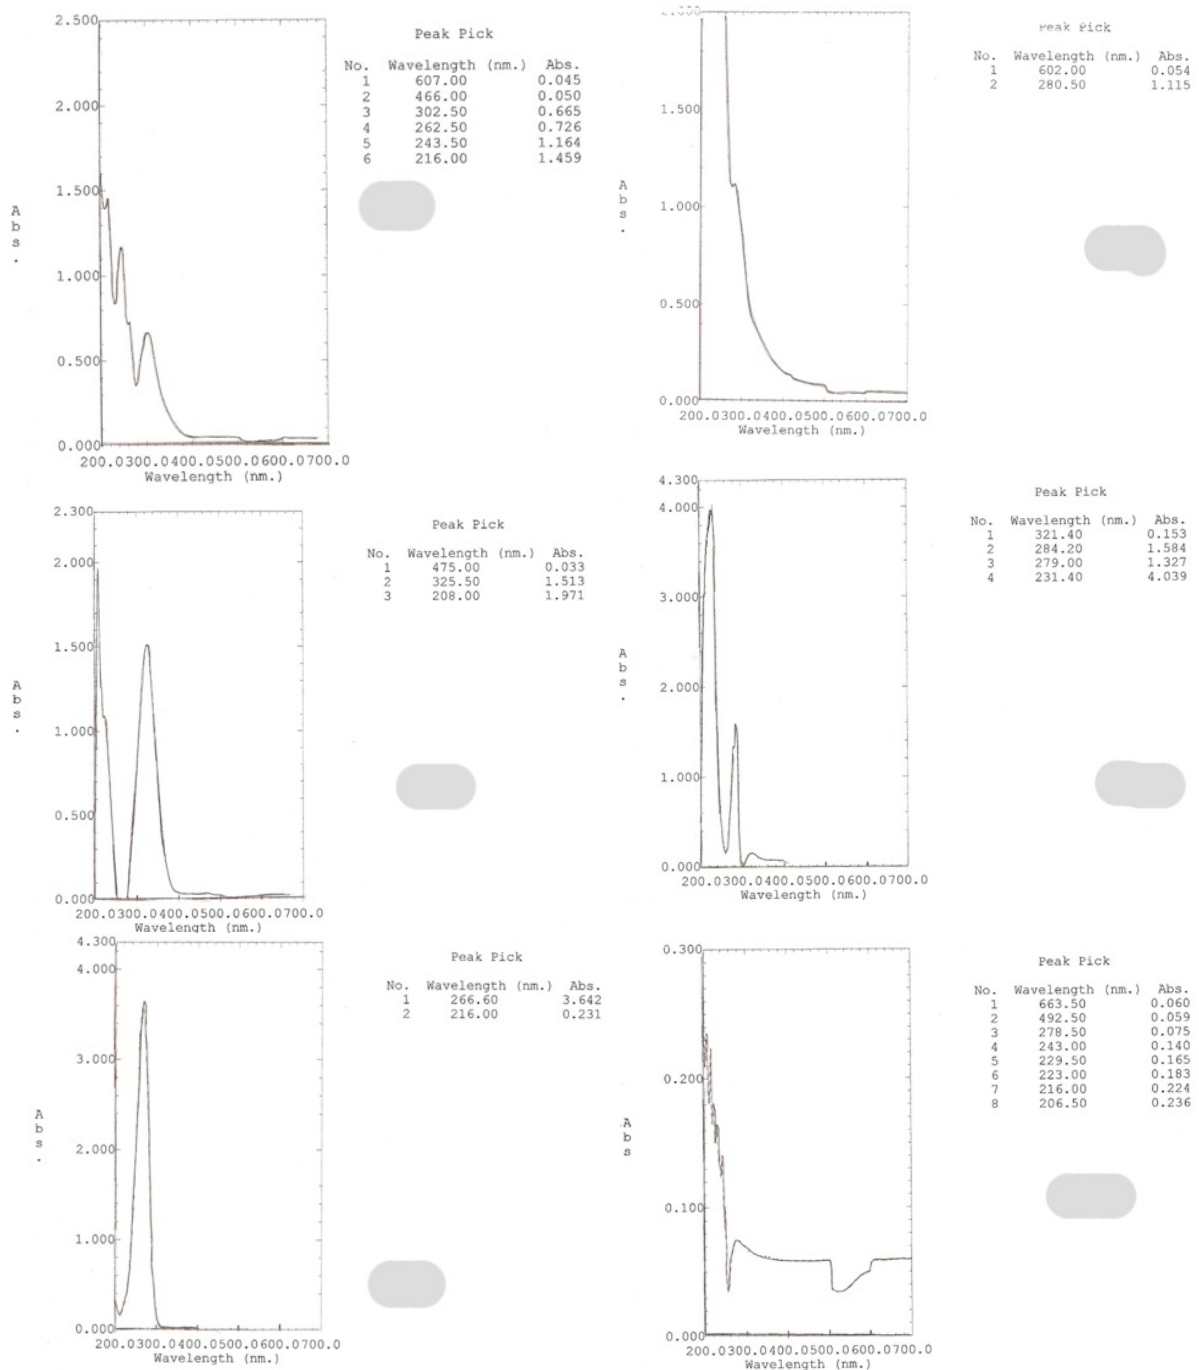 2.500
2.000
1.500
1.000
0.500
0.000
A
b
s
.
200.0300.0400.0500.0600.0700.0
Wavelength (nm.)
Peak Pick
No. Wavelength (nm.) Abs.
1 607.00 0.045
2 466.00 0.050
3 302.50 0.665
4 262.50 0.726
5 243.50 1.164
6 216.00 1.459
2.000
1.500
1.000
0.500
0.000
A
b
s
.
200.0300.0400.0500.0600.0700.0
Wavelength (nm.)
Peak Pick
No. Wavelength (nm.) Abs.
1 602.00 0.054
2 280.50 1.115
2.300
2.000
1.500
1.000
0.500
0.000
A
b
s
.
200.0300.0400.0500.0600.0700.0
Wavelength (nm.)
Peak Pick
No. Wavelength (nm.) Abs.
1 475.00 0.033
2 325.50 1.513
3 208.00 1.971
4.300
4.000
3.000
2.000
1.000
0.000
A
b
s
.
200.0300.0400.0500.0600.0700.0
Wavelength (nm.)
Peak Pick
No. Wavelength (nm.) Abs.
1 321.40 0.153
2 284.20 1.584
3 279.00 1.327
4 231.40 4.039
4.300
4.000
3.000
2.000
1.000
0.000
A
b
s
.
200.0300.0400.0500.0600.0700.0
Wavelength (nm.)
Peak Pick
No. Wavelength (nm.) Abs.
1 266.60 3.642
2 216.00 0.231
0.300
0.200
0.100
0.000
A
b
s
200.0300.0400.0500.0600.0700.0
Wavelength (nm.)
Peak Pick
No. Wavelength (nm.) Abs.
1 663.50 0.060
2 492.50 0.059
3 278.50 0.075
4 243.00 0.140
5 229.50 0.165
6 223.00 0.183
7 216.00 0.224
8 206.50 0.236